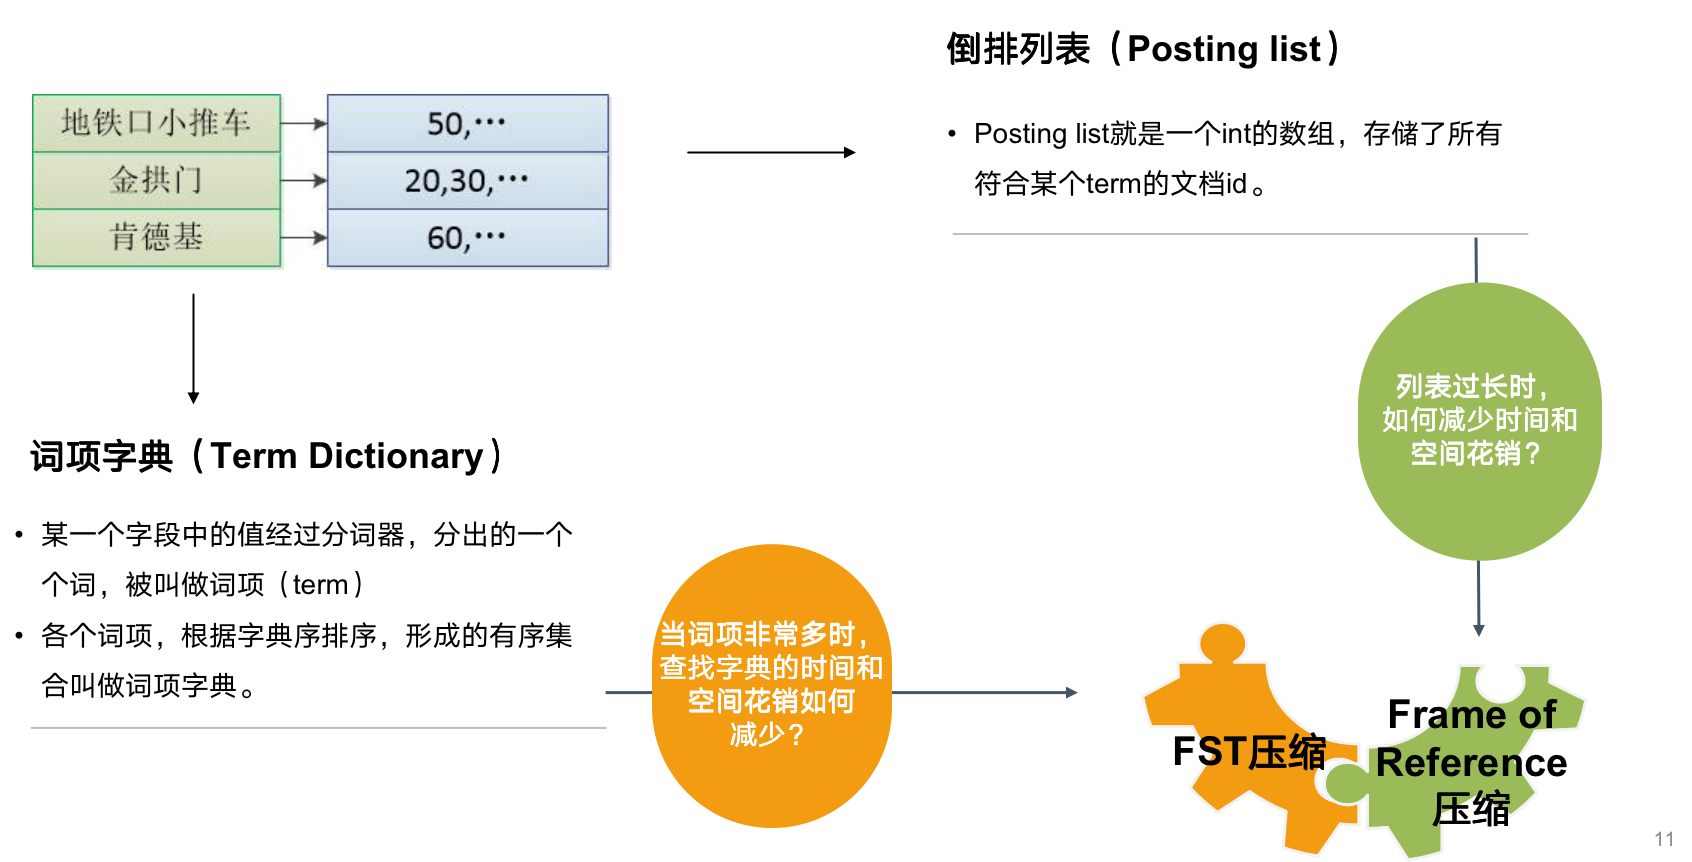 倒排列表（Posting list）
地铁口小推车
50,···
金拱门
20,30,···
肯德基
60,···
• Posting list就是一个int的数组，存储了所有
符合某个term的文档id。
列表过长时，
如何减少时间和
空间花销？
词项字典（Term Dictionary）
• 某一个字段中的值经过分词器，分出的一个
个词，被叫做词项（term）
• 各个词项，根据字典序排序，形成的有序集
合叫做词项字典。
当词项非常多时，
查找字典的时间和
空间花销如何
减少？
FST压缩
Frame of
Reference
压缩
11